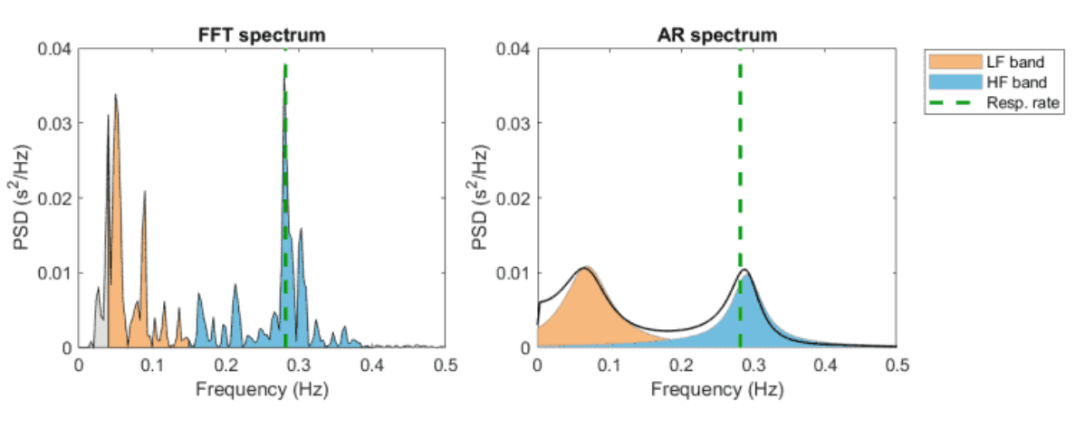 FFT spectrum
0.04
0.03
0.02
0.01
0
PSD (s²/Hz)
0 0.1 0.2 0.3 0.4 0.5
Frequency (Hz)
AR spectrum
0.04
0.03
0.02
0.01
0
PSD (s²/Hz)
0 0.1 0.2 0.3 0.4 0.5
Frequency (Hz)
LF band
HF band
Resp. rate